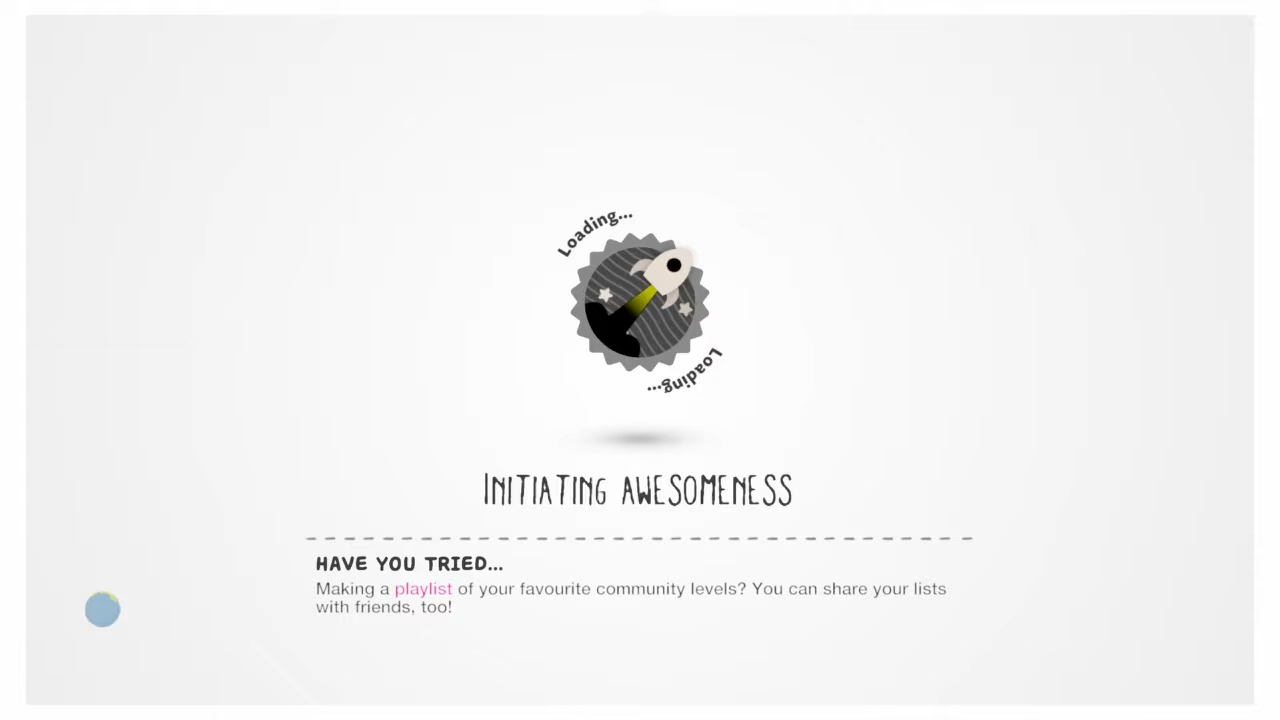 Loading...
Loading...
INITIATING AWESOMENESS
HAVE YOU TRIED...
Making a playlist of your favourite community levels? You can share your lists
with friends, too!